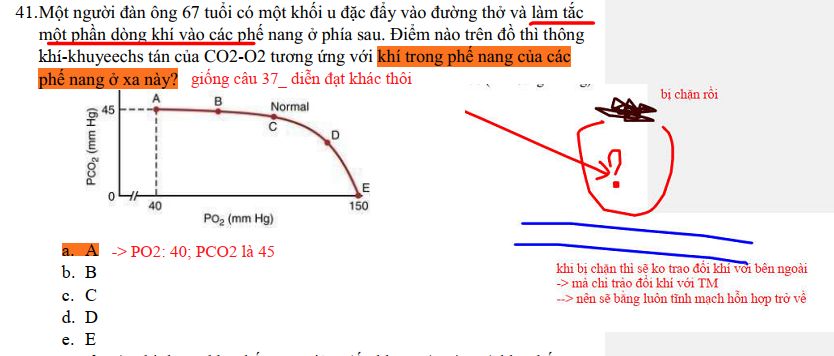 41.Một người đàn ông 67 tuổi có một khối u đặc đẩy vào đường thở và làm tắc
một phần dòng khí vào các phế nang ở phía sau. Điểm nào trên đồ thì thông
khí-khuyeechs tán của CO2-O2 tương ứng với khí trong phế nang của các
phế nang ở xa này? giống câu 37_ diễn đạt khác thôi
bị chặn rồi
A
B
Normal
45
C
D
PCO2 (mm Hg)
?
E
0
40
150
PO2 (mm Hg)
a. A -> PO2: 40; PCO2 là 45
b. B
khi bị chặn thì sẽ ko trao đổi khí với bên ngoài
-> mà chỉ trảo đổi khí với TM
c. C
--> nên sẽ bằng luôn tĩnh mạch hỗn hợp trở về
d. D
e. E